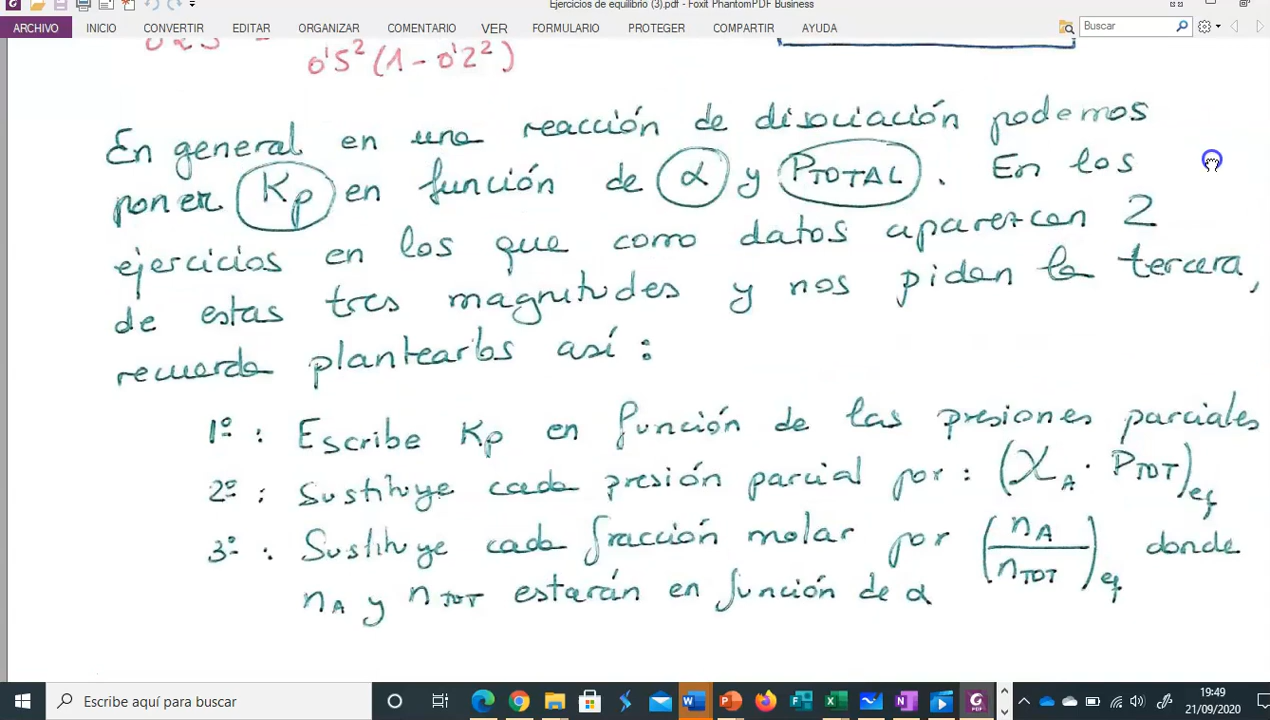 Ejercicios de equilibrio (3).pdf - Foxit PhantomPDF Business
ARCHIVO INICIO CONVERTIR EDITAR ORGANIZAR COMENTARIO VER FORMULARIO PROTEGER COMPARTIR AYUDA Buscar
0'5² (1 - 0'2²)
En general en una reacción de disociación podemos
poner Kp en función de α y PTOTAL. En los
ejercicios en los que como datos aparezcan 2
de estas tres magnitudes y nos piden la tercera,
recuerda plantearlos así:
1º: Escribe Kp en función de las presiones parciales
2º: Sustituye cada presión parcial por: (χA · PTOT)eq
3º: Sustituye cada fracción molar por (nA / nTOT)eq donde
nA y nTOT estarán en función de α
Escribe aquí para buscar
19:49
21/09/2020